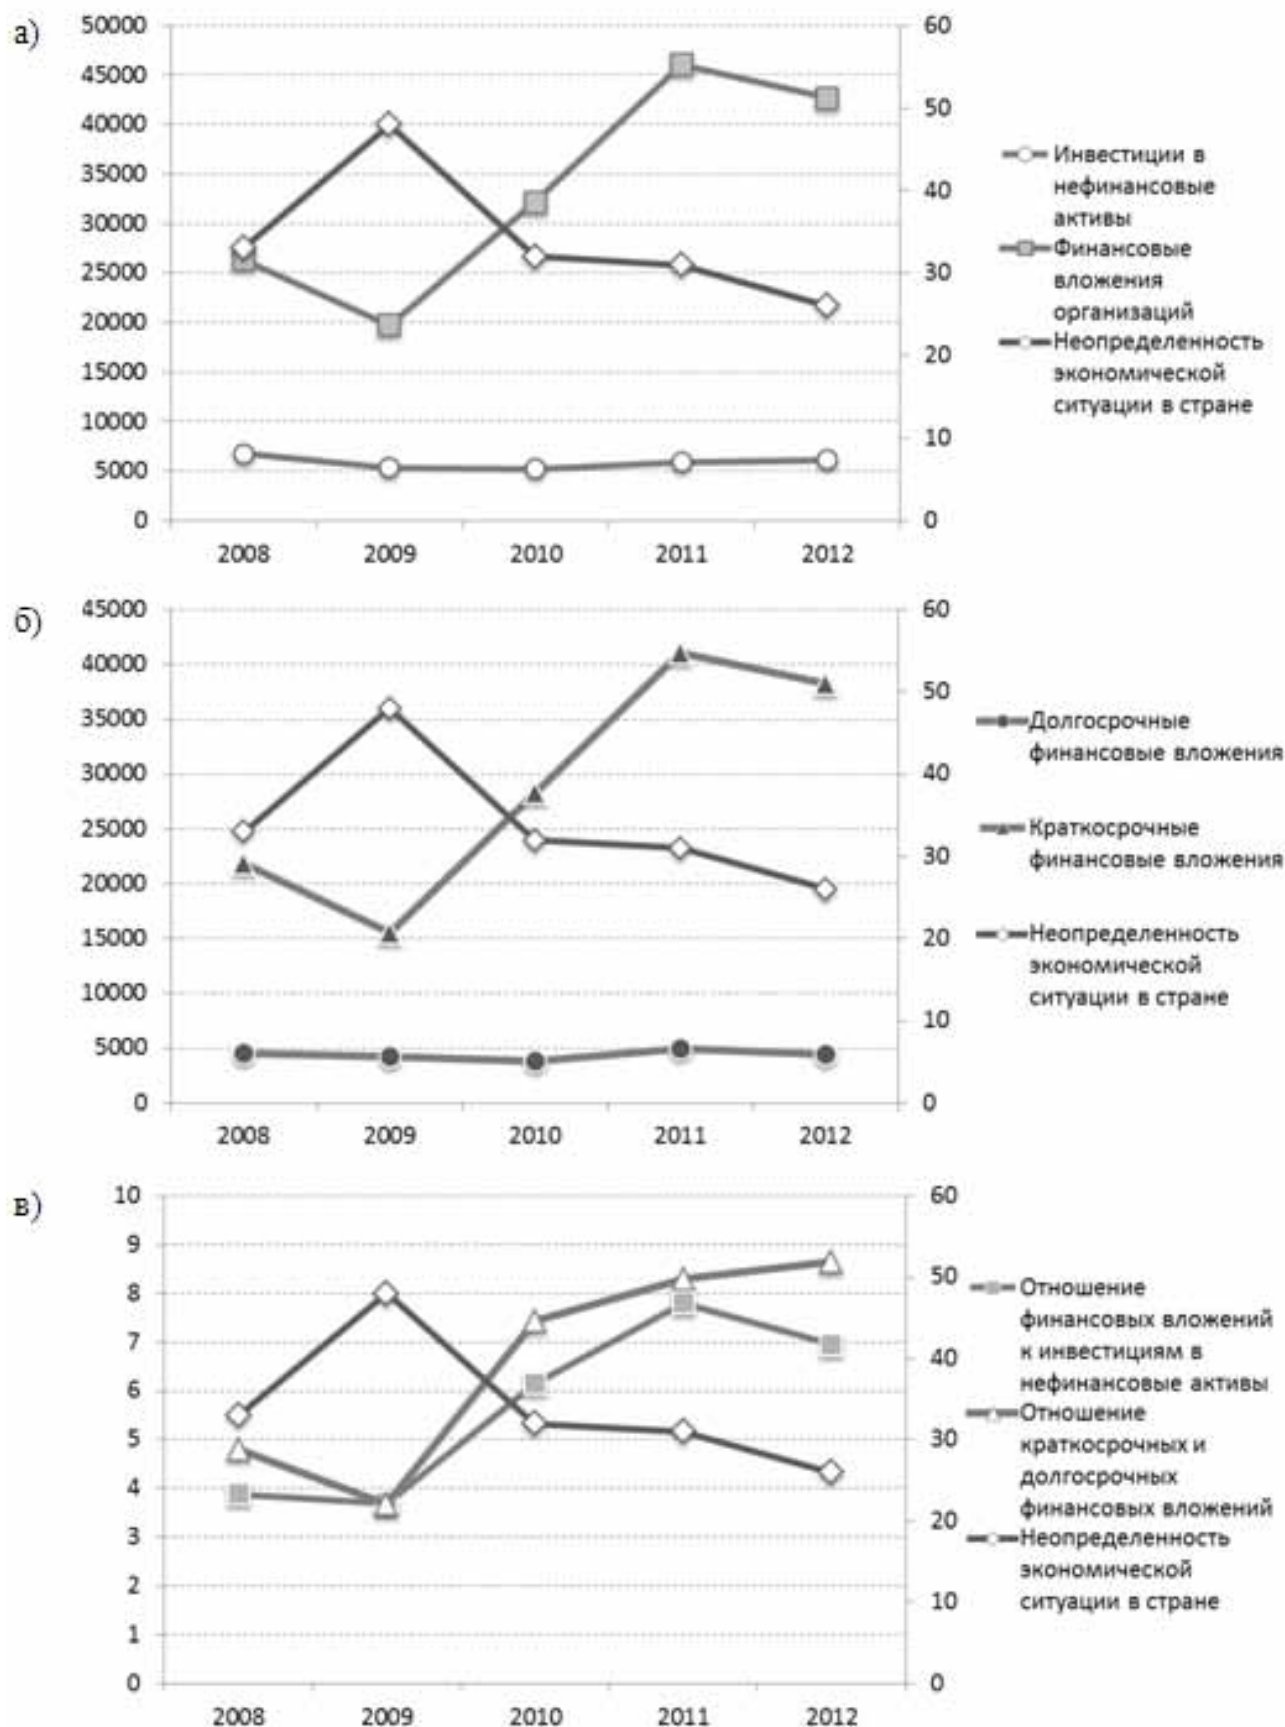 а)
50000
45000
40000
35000
30000
25000
20000
15000
10000
5000
0
60
50
40
30
20
10
0
2008 2009 2010 2011 2012
Инвестиции в
нефинансовые
активы
Финансовые
вложения
организаций
Неопределенность
экономической
ситуации в стране
б)
45000
40000
35000
30000
25000
20000
15000
10000
5000
0
60
50
40
30
20
10
0
2008 2009 2010 2011 2012
Долгосрочные
финансовые вложения
Краткосрочные
финансовые вложения
Неопределенность
экономической
ситуации в стране
в)
10
9
8
7
6
5
4
3
2
1
0
60
50
40
30
20
10
0
2008 2009 2010 2011 2012
Отношение
финансовых вложений
к инвестициям в
нефинансовые активы
Отношение
краткосрочных и
долгосрочных
финансовых вложений
Неопределенность
экономической
ситуации в стране